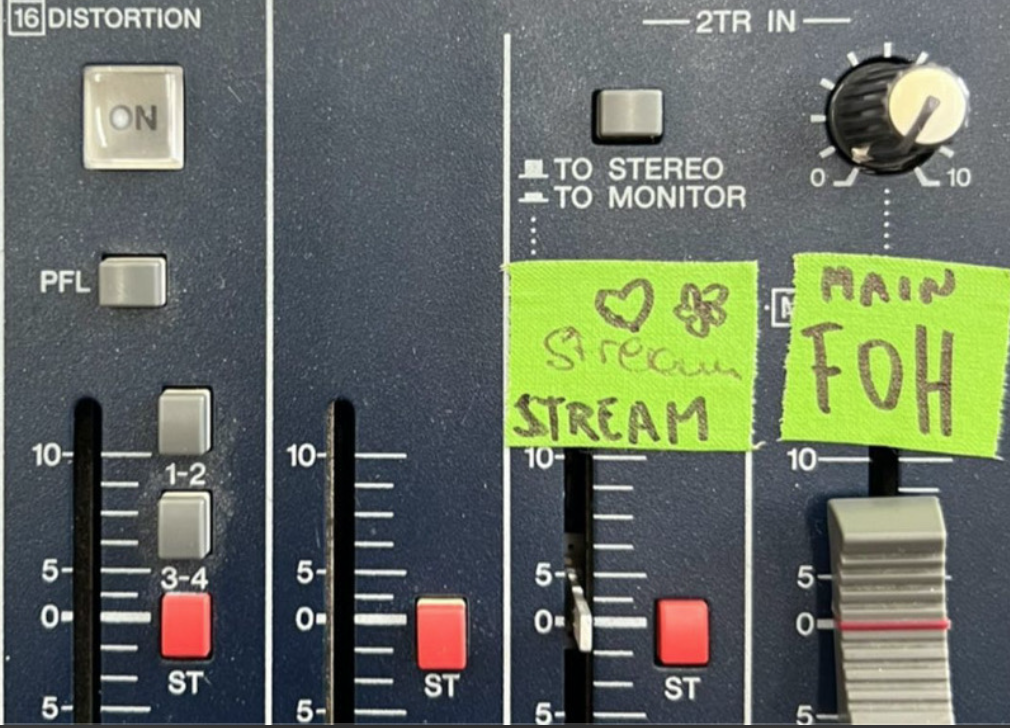 16 DISTORTION
2TR IN
ON
TO STEREO
TO MONITOR
0 10
PFL
Stream
STREAM
MAIN
FOH
10
1-2
5
3-4
0
ST
5
10
0
ST
5
10
5
0
ST
5
10
5
0
5